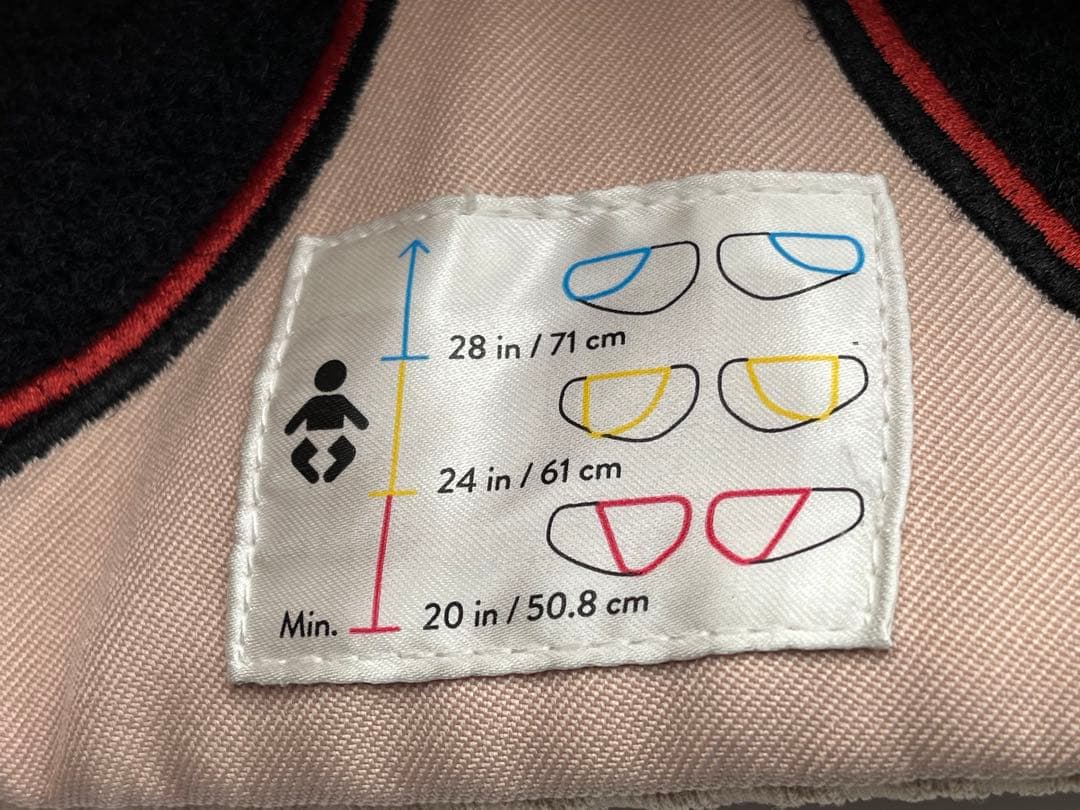 28 in / 71 cm
24 in / 61 cm
Min. 20 in / 50.8 cm